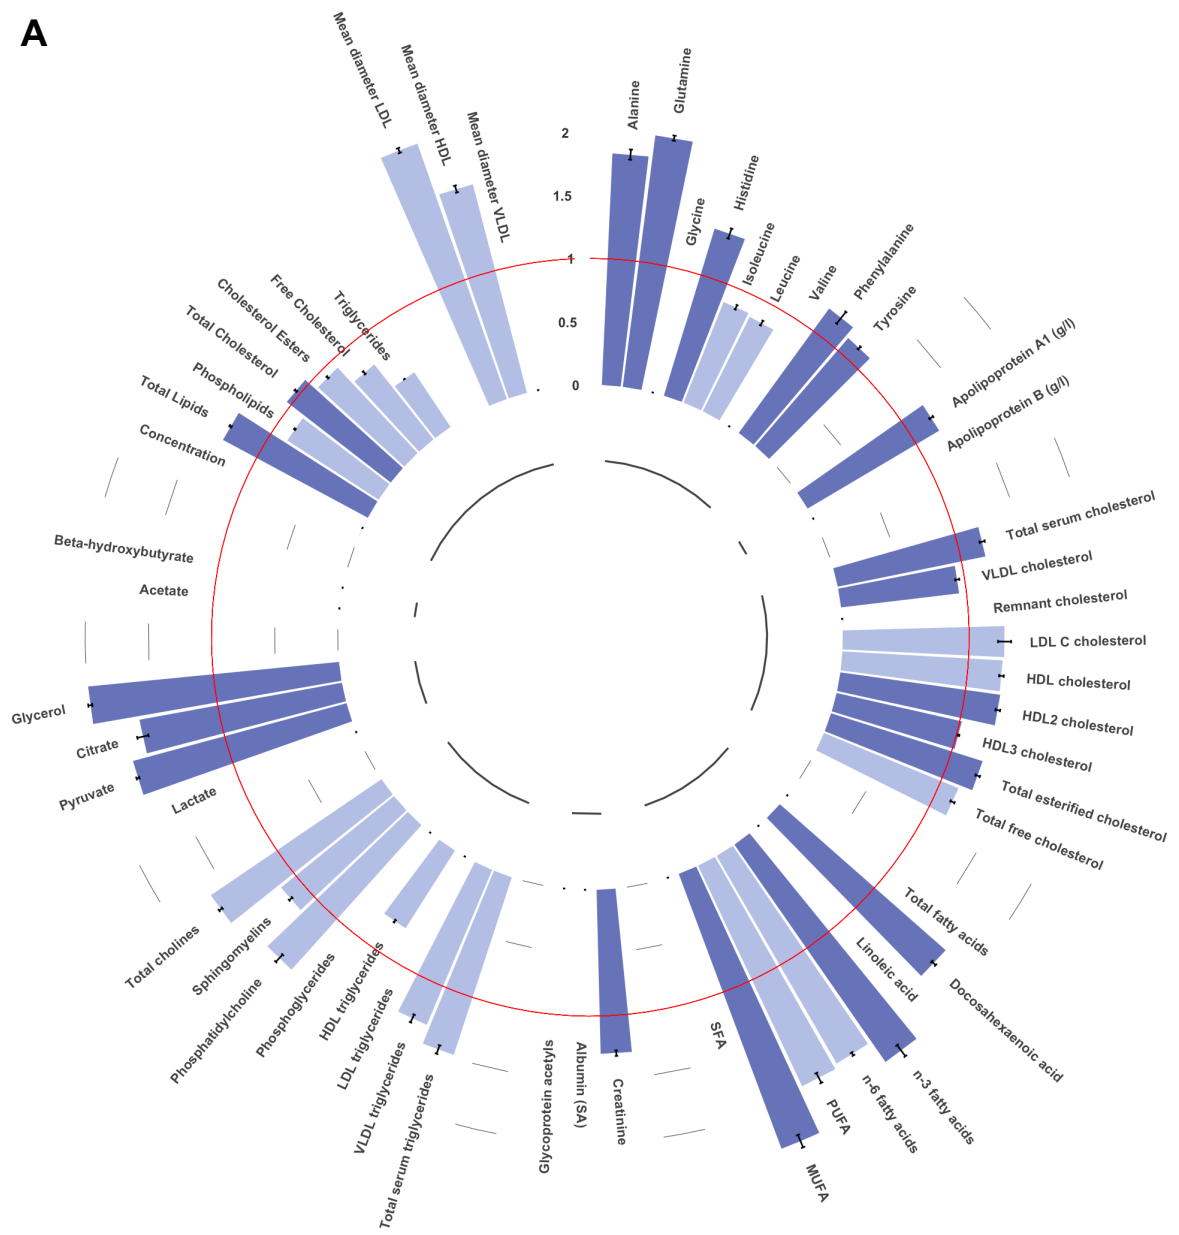 A
2
1.5
1
0.5
0
Alanine
Glutamine
Glycine
Histidine
Isoleucine
Leucine
Valine
Phenylalanine
Tyrosine
Apolipoprotein A1 (g/l)
Apolipoprotein B (g/l)
Total serum cholesterol
VLDL cholesterol
Remnant cholesterol
LDL C cholesterol
HDL cholesterol
HDL2 cholesterol
HDL3 cholesterol
Total esterified cholesterol
Total free cholesterol
Total fatty acids
Docosahexaenoic acid
Linoleic acid
n-3 fatty acids
n-6 fatty acids
PUFA
MUFA
SFA
Creatinine
Albumin (SA)
Glycoprotein acetyls
Total serum triglycerides
VLDL triglycerides
LDL triglycerides
HDL triglycerides
Phosphoglycerides
Phosphatidylcholine
Sphingomyelins
Total cholines
Lactate
Pyruvate
Citrate
Glycerol
Acetate
Beta-hydroxybutyrate
Concentration
Total Lipids
Phospholipids
Total Cholesterol
Cholesterol Esters
Free Cholesterol
Triglycerides
Mean diameter LDL
Mean diameter HDL
Mean diameter VLDL